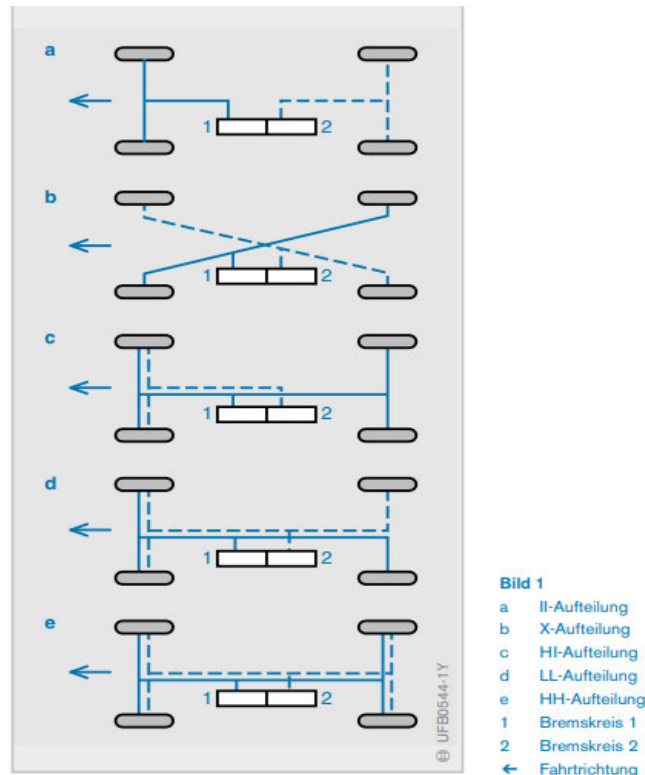 a
1 2
b
1 2
c
1 2
d
1 2
e
1 2
UFB0544-1Y
Bild 1
a II-Aufteilung
b X-Aufteilung
c HI-Aufteilung
d LL-Aufteilung
e HH-Aufteilung
1 Bremskreis 1
2 Bremskreis 2
← Fahrtrichtung